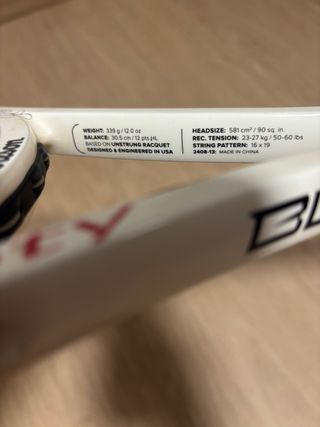 WEIGHT: 339 g / 12.0 oz
BALANCE: 30.5 cm / 12 pts.HL
BASED ON UNSTRUNG RACQUET
DESIGNED & ENGINEERED IN USA
HEADSIZE: 581 cm² / 90 sq. in.
REC. TENSION: 23-27 kg / 50-60 lbs
STRING PATTERN: 16 x 19
2408-13: MADE IN CHINA